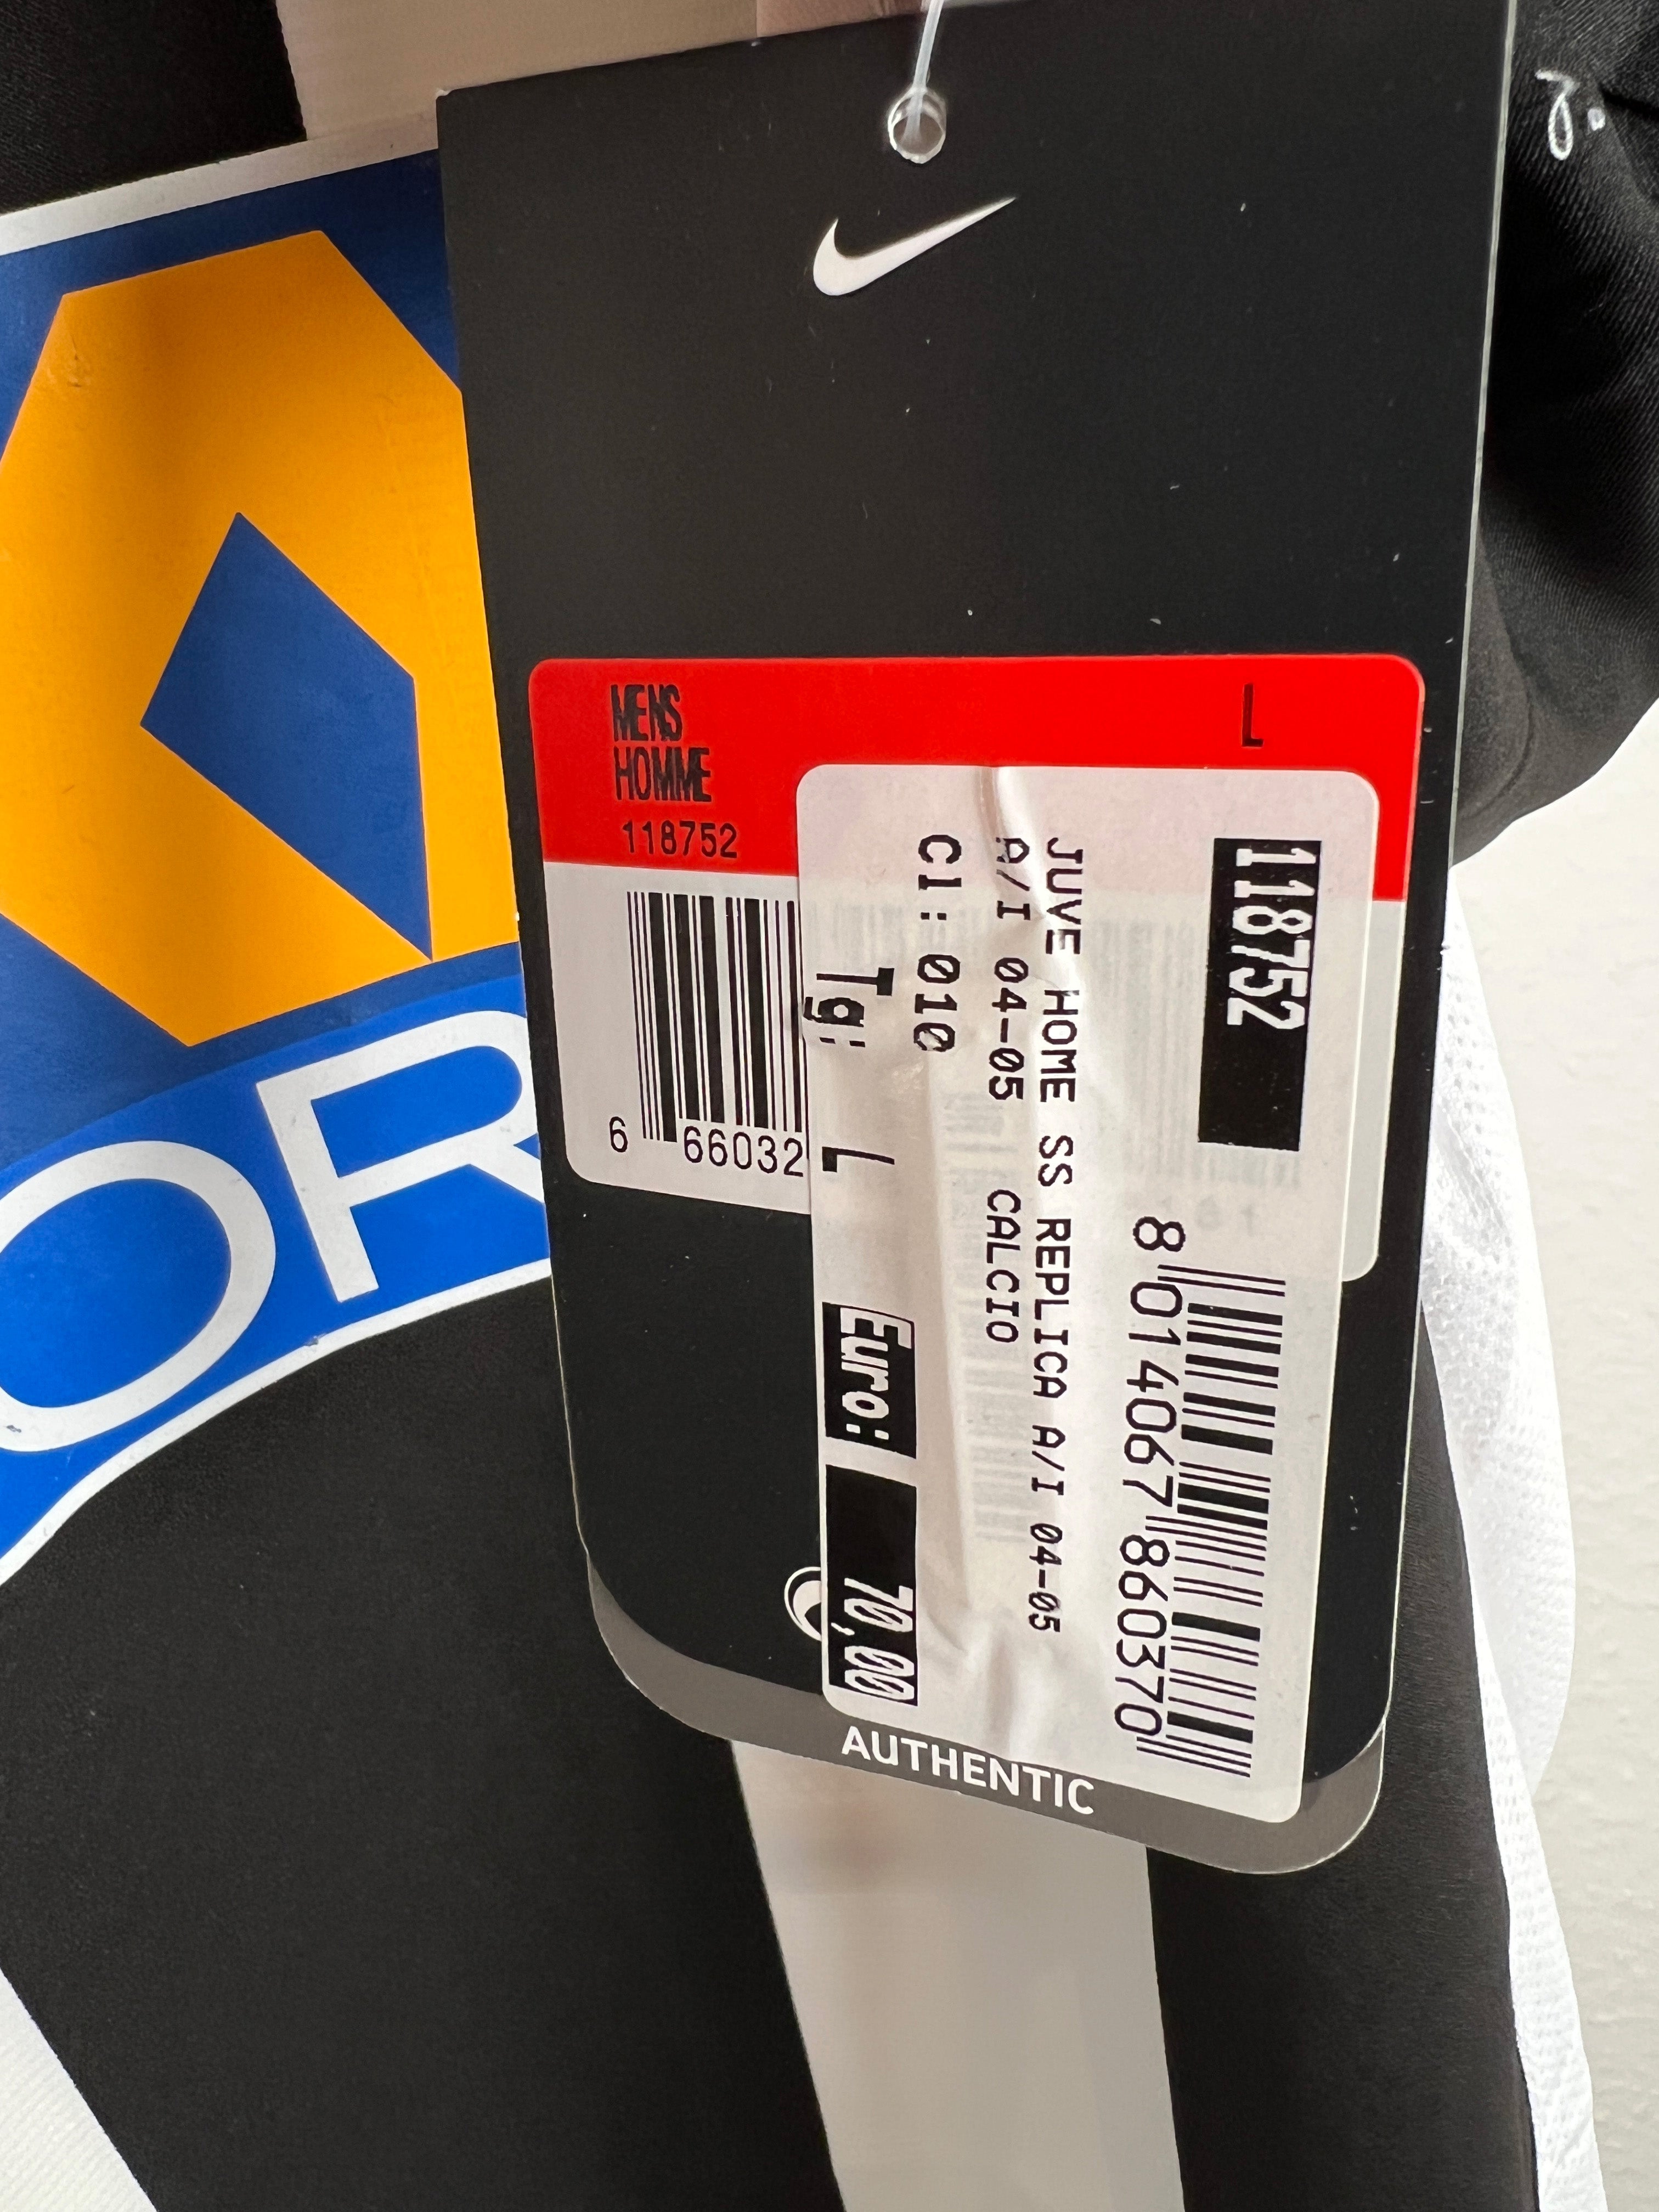 MENS
HOMME
118752
L
6 66032
118752
8 014067 860370
JUVE HOME SS REPLICA A/I 04-05
A/I 04-05 CALCIO
Cl: 010
Tg: L Euro: 70,00
AUTHENTIC
OR